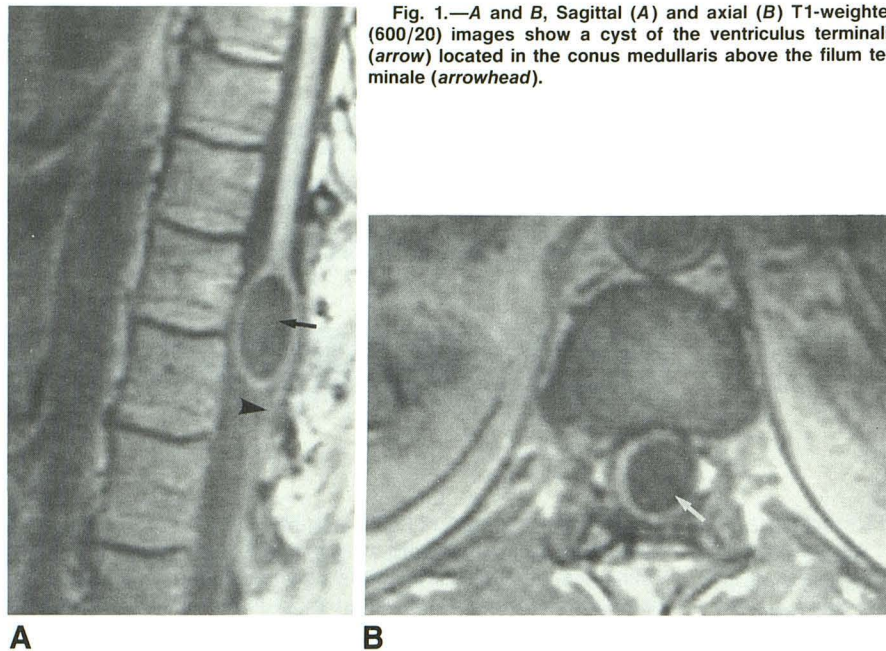 Fig. 1.—A and B, Sagittal (A) and axial (B) T1-weighte
(600/20) images show a cyst of the ventriculus terminal
(arrow) located in the conus medullaris above the filum te
minale (arrowhead).
A
B